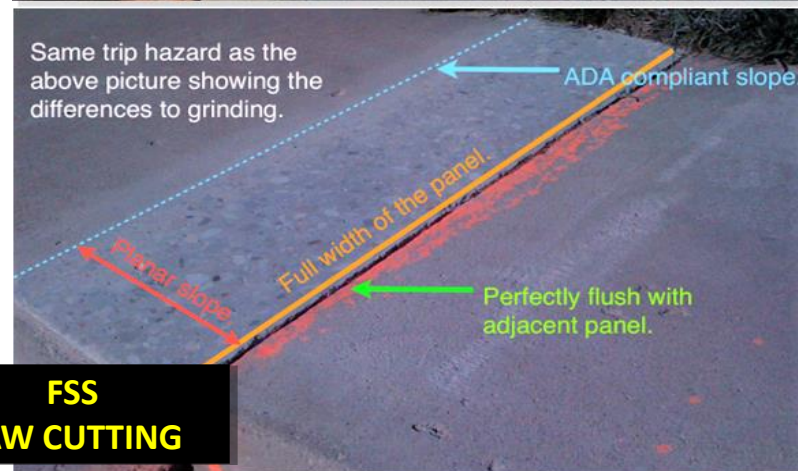 Same trip hazard as the
above picture showing the
differences to grinding.
ADA compliant slope
Full width of the panel.
Planar slope
Perfectly flush with
adjacent panel.
FSS
AW CUTTING